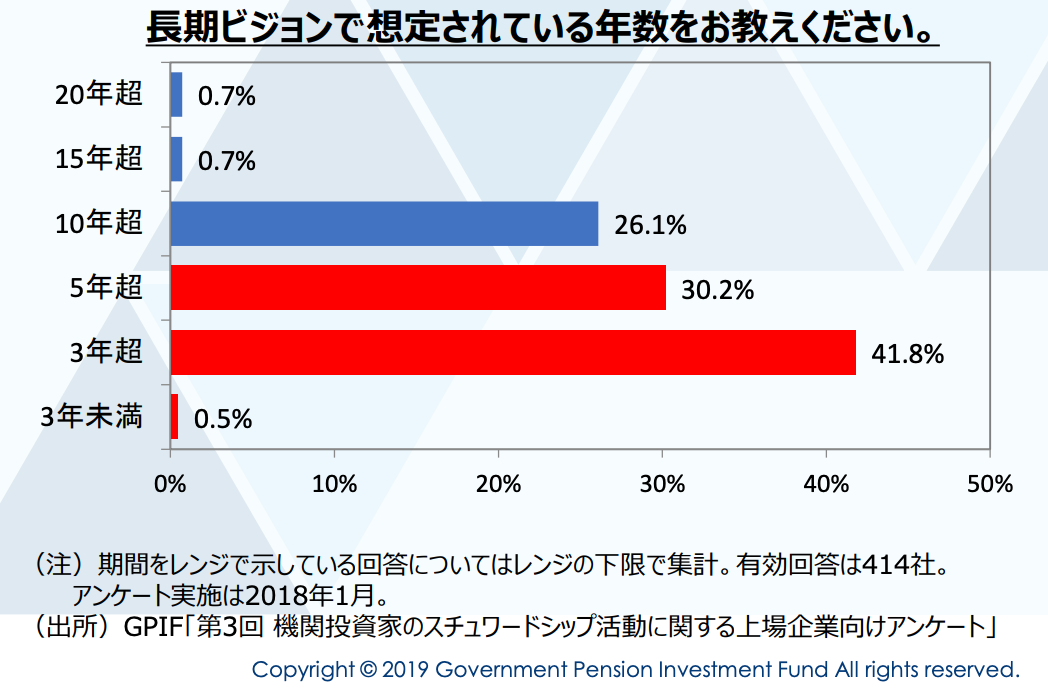 長期ビジョンで想定されている年数をお教えください。
20年超
0.7%
15年超
0.7%
10年超
26.1%
5年超
30.2%
3年超
41.8%
3年未満
0.5%
0%
10%
20%
30%
40%
50%
（注）期間をレンジで示している回答についてはレンジの下限で集計。有効回答は414社。
アンケート実施は2018年1月。
（出所）GPIF「第3回 機関投資家のスチュワードシップ活動に関する上場企業向けアンケート」
Copyright © 2019 Government Pension Investment Fund All rights reserved.